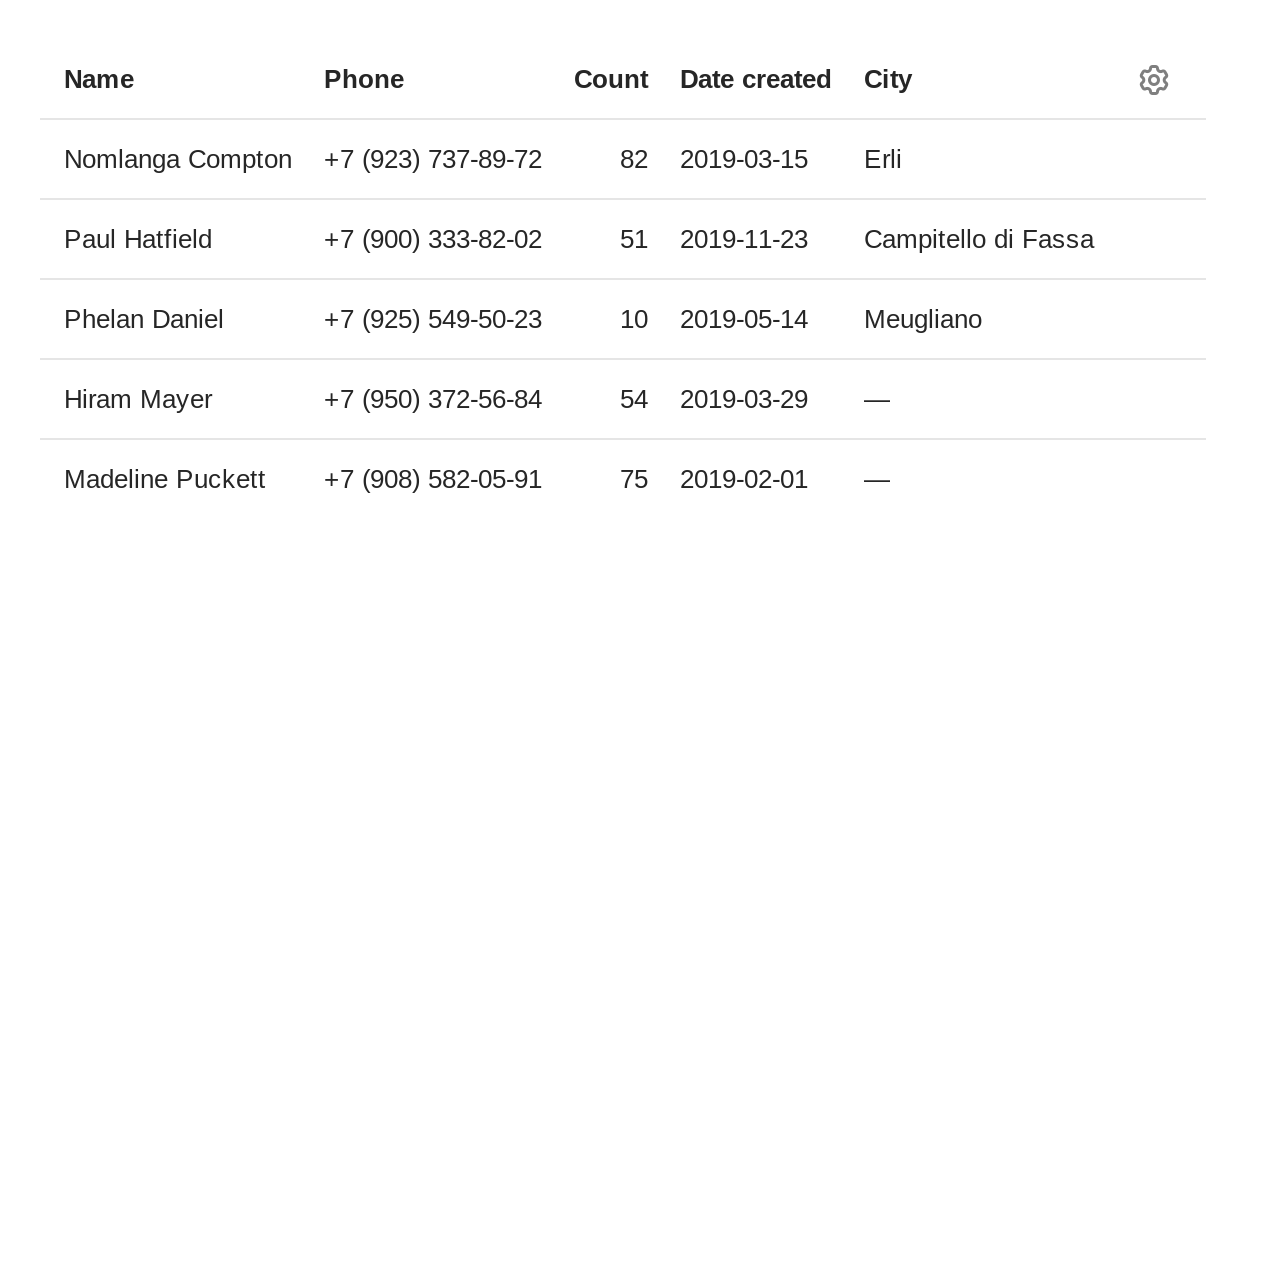 Name Phone Count Date created City
Nomlanga Compton +7 (923) 737-89-72 82 2019-03-15 Erli
Paul Hatfield +7 (900) 333-82-02 51 2019-11-23 Campitello di Fassa
Phelan Daniel +7 (925) 549-50-23 10 2019-05-14 Meugliano
Hiram Mayer +7 (950) 372-56-84 54 2019-03-29 —
Madeline Puckett +7 (908) 582-05-91 75 2019-02-01 —